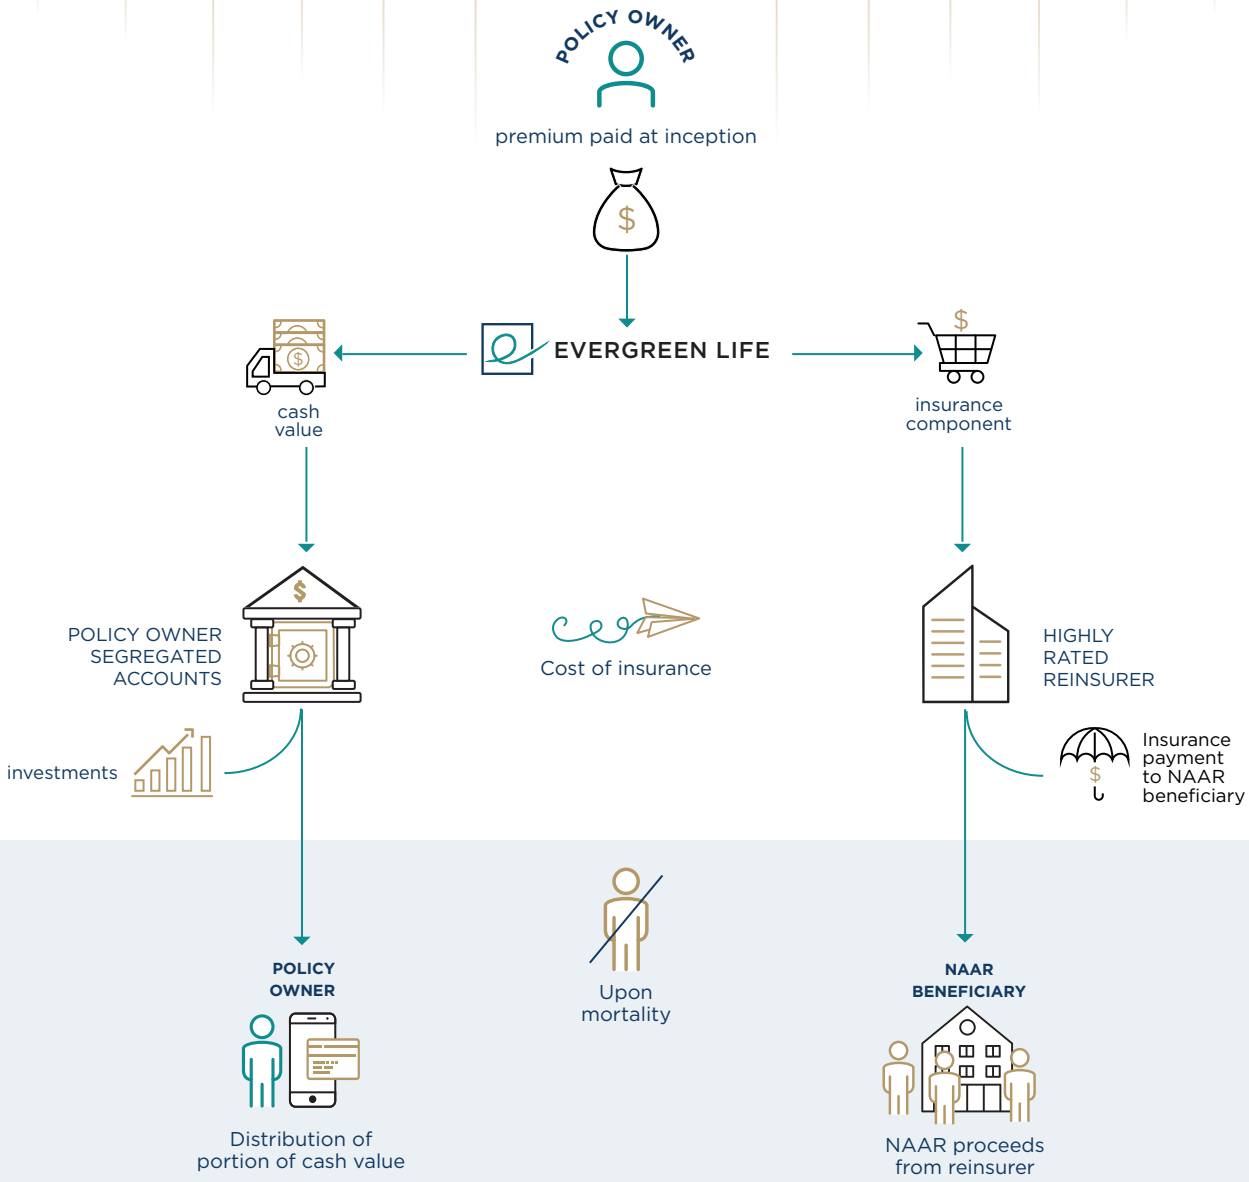 POLICY OWNER
premium paid at inception
$
EVERGREEN LIFE
$
$
cash
value
insurance
component
$
POLICY OWNER
SEGREGATED
ACCOUNTS
Cost of insurance
HIGHLY
RATED
REINSURER
investments
Insurance
payment
to NAAR
beneficiary
$
POLICY
OWNER
Upon
mortality
NAAR
BENEFICIARY
Distribution of
portion of cash value
NAAR proceeds
from reinsurer